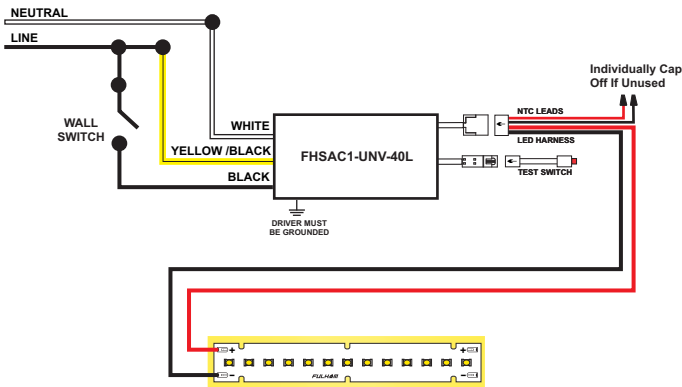 NEUTRAL
LINE
Individually Cap
Off If Unused
NTC LEADS
WALL
SWITCH
WHITE
LED HARNESS
YELLOW /BLACK
FHSAC1-UNV-40L
BLACK
TEST SWITCH
DRIVER MUST
BE GROUNDED
+ +
- -
FULHAM